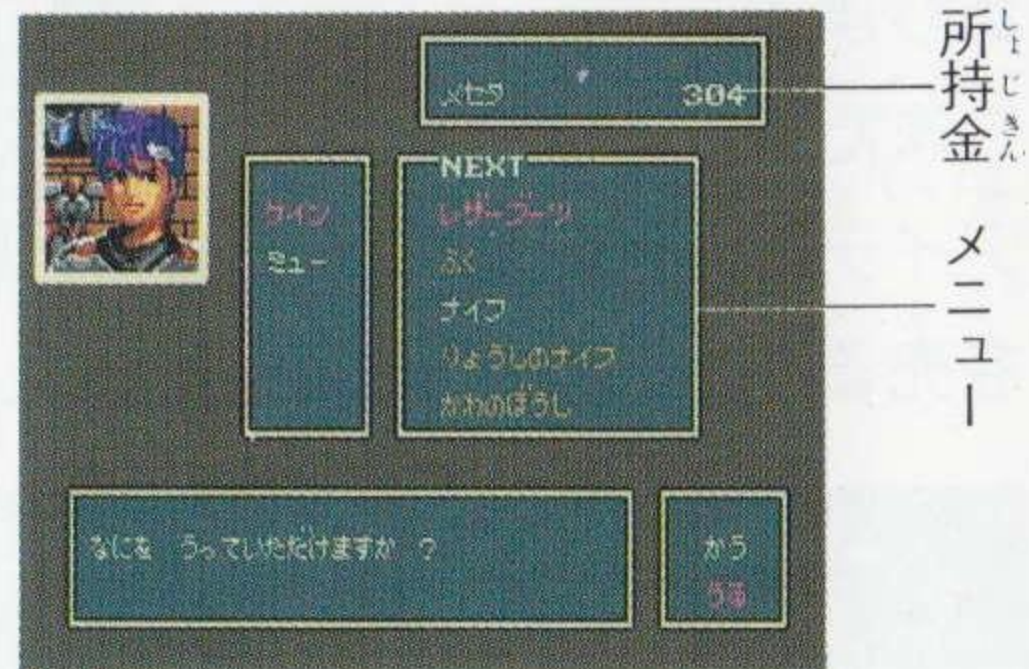 メセタ 304
ケイン
ミュー
NEXT
レザーブーツ
ふく
ナイフ
りょうしのナイフ
かわのぼうし
なにを うっていただけますか ?
かう
うる
所持金
しょじきん
メニュー